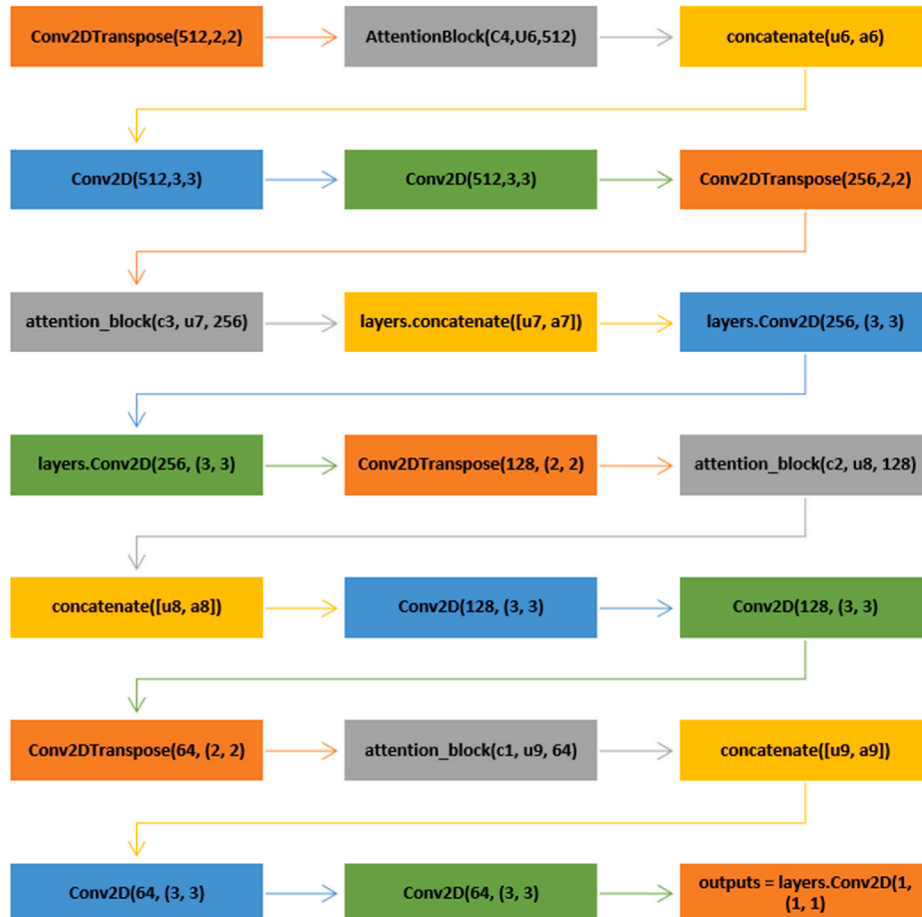 Conv2DTranspose(512,2,2)
AttentionBlock(C4,U6,512)
concatenate(u6, a6)
Conv2D(512,3,3)
Conv2D(512,3,3)
Conv2DTranspose(256,2,2)
attention_block(c3, u7, 256)
layers.concatenate([u7, a7])
layers.Conv2D(256, (3, 3)
layers.Conv2D(256, (3, 3)
Conv2DTranspose(128, (2, 2)
attention_block(c2, u8, 128)
concatenate([u8, a8])
Conv2D(128, (3, 3)
Conv2D(128, (3, 3)
Conv2DTranspose(64, (2, 2)
attention_block(c1, u9, 64)
concatenate([u9, a9])
Conv2D(64, (3, 3)
Conv2D(64, (3, 3)
outputs = layers.Conv2D(1,
(1, 1)